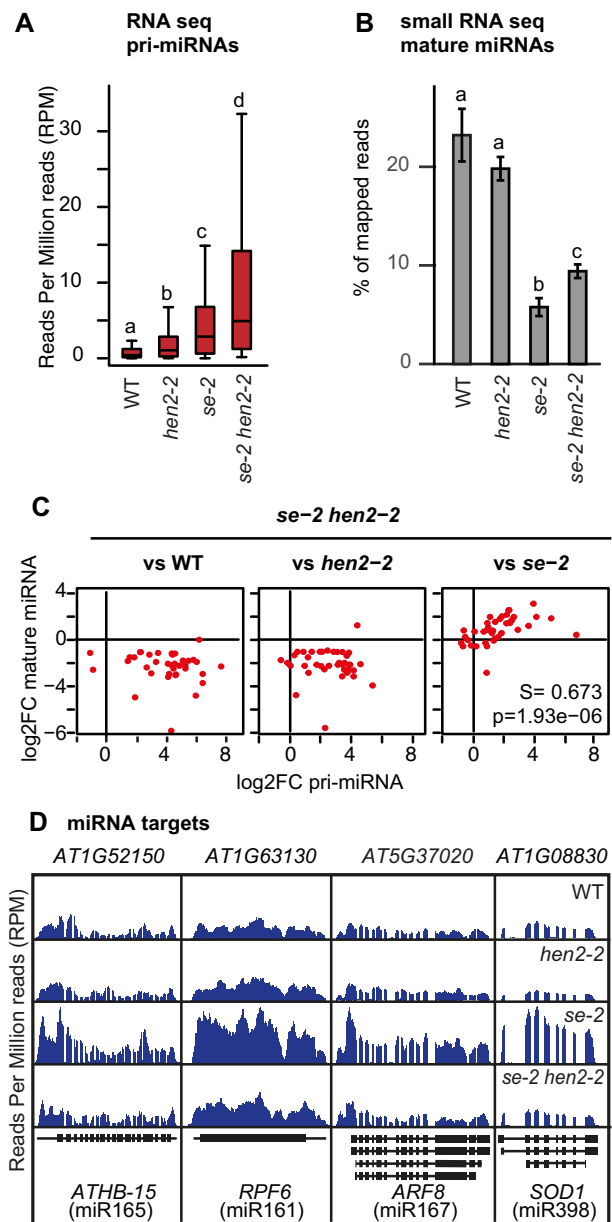 A RNA seq
pri-miRNAs
Reads Per Million reads (RPM)
30
20
10
0
a
b
c
d
WT
hen2-2
se-2
se-2 hen2-2
B small RNA seq
mature miRNAs
% of mapped reads
20
10
0
a
a
b
c
WT
hen2-2
se-2
se-2 hen2-2
C
se−2 hen2−2
vs WT
vs hen2−2
vs se−2
log2FC mature miRNA
4
0
−2
−4
−6
S= 0.673
p=1.93e−06
0 4 8
0 4 8
0 4 8
log2FC pri-miRNA
D miRNA targets
AT1G52150 AT1G63130 AT5G37020 AT1G08830
Reads Per Million reads (RPM)
WT
hen2-2
se-2
se-2 hen2-2
ATHB-15 RPF6 ARF8 SOD1
(miR165) (miR161) (miR167) (miR398)